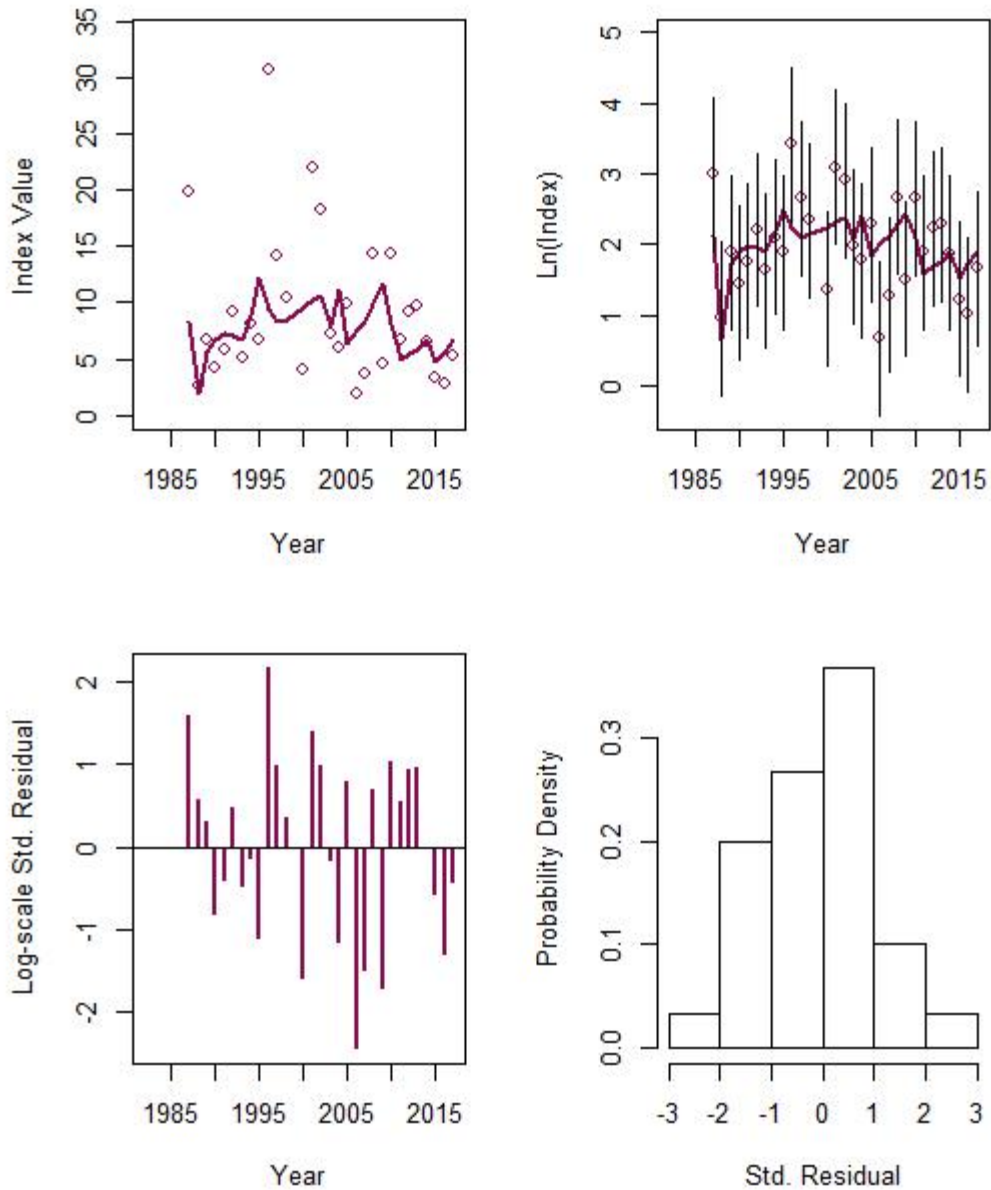 Index Value
0 5 10 15 20 25 30 35
1985 1995 2005 2015
Year
Ln(Index)
0 1 2 3 4 5
1985 1995 2005 2015
Year
Log-scale Std. Residual
-2 -1 0 1 2
1985 1995 2005 2015
Year
Probability Density
0.0 0.1 0.2 0.3
-3 -2 -1 0 1 2 3
Std. Residual